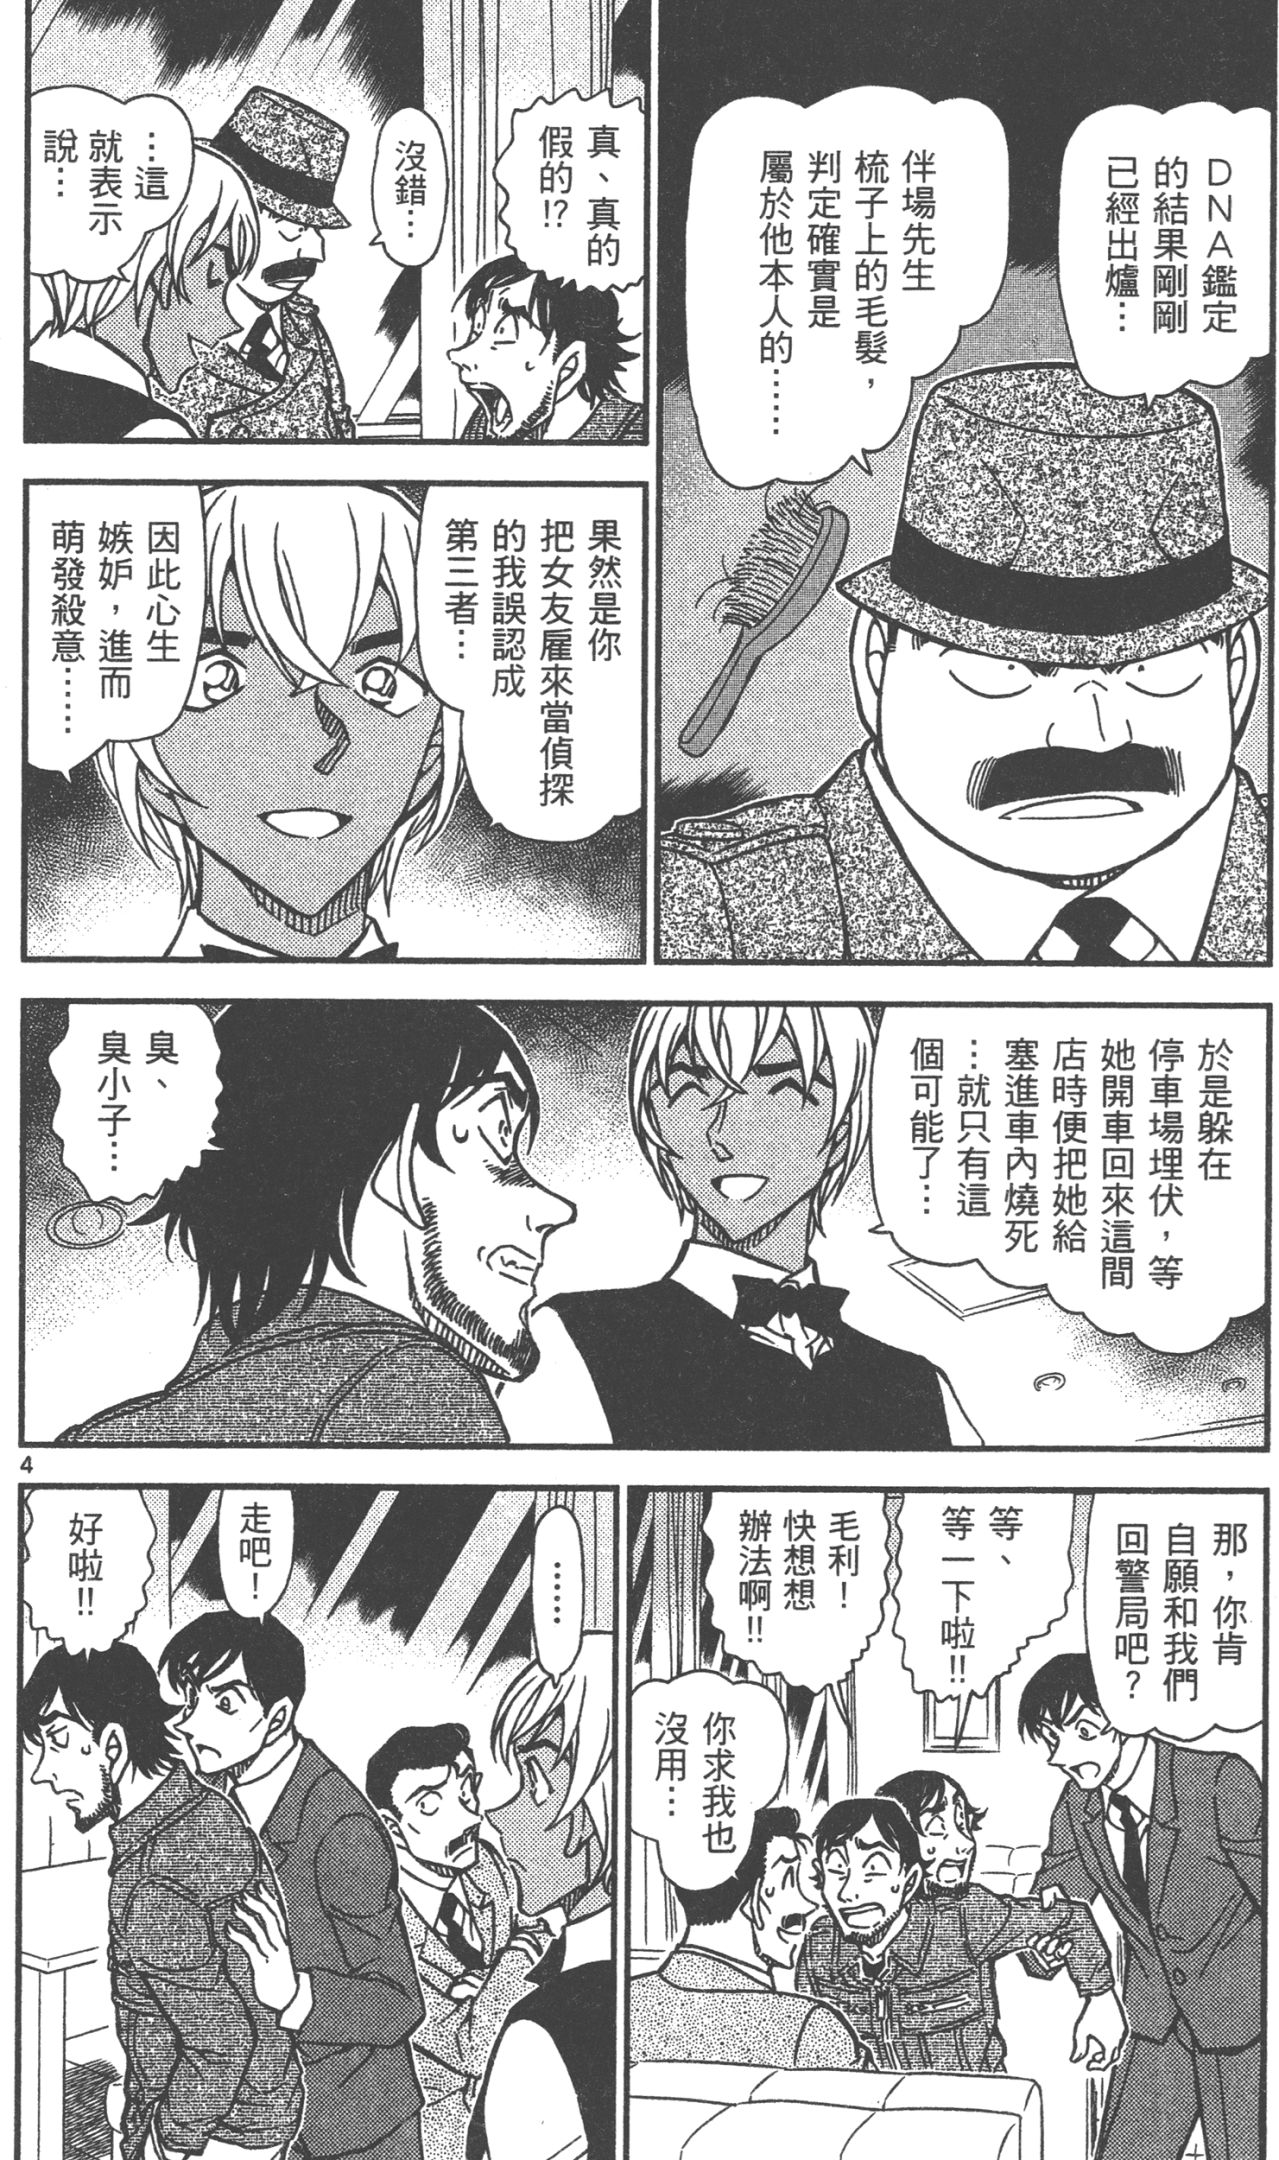 DNA鑑定
的結果剛剛
已經出爐…
伴場先生
梳子上的毛髮，
判定確實是
屬於他本人的……
真、真的
假的!?
沒錯…
…這
就表示
說…
果然是你
把女友雇來當偵探
的我誤認成
第三者…
因此心生
嫉妒，進而
萌發殺意……
於是躲在
停車場埋伏，等
她開車回來這間
店時便把她給
塞進車內燒死
…就只有這
個可能了…
臭、
臭小子…
4
那，你肯
自願和我們
回警局吧？
等、
等一下啦!!
毛利！
快想想
辦法啊!!
你求我也
沒用…
……
走吧！
好啦!!